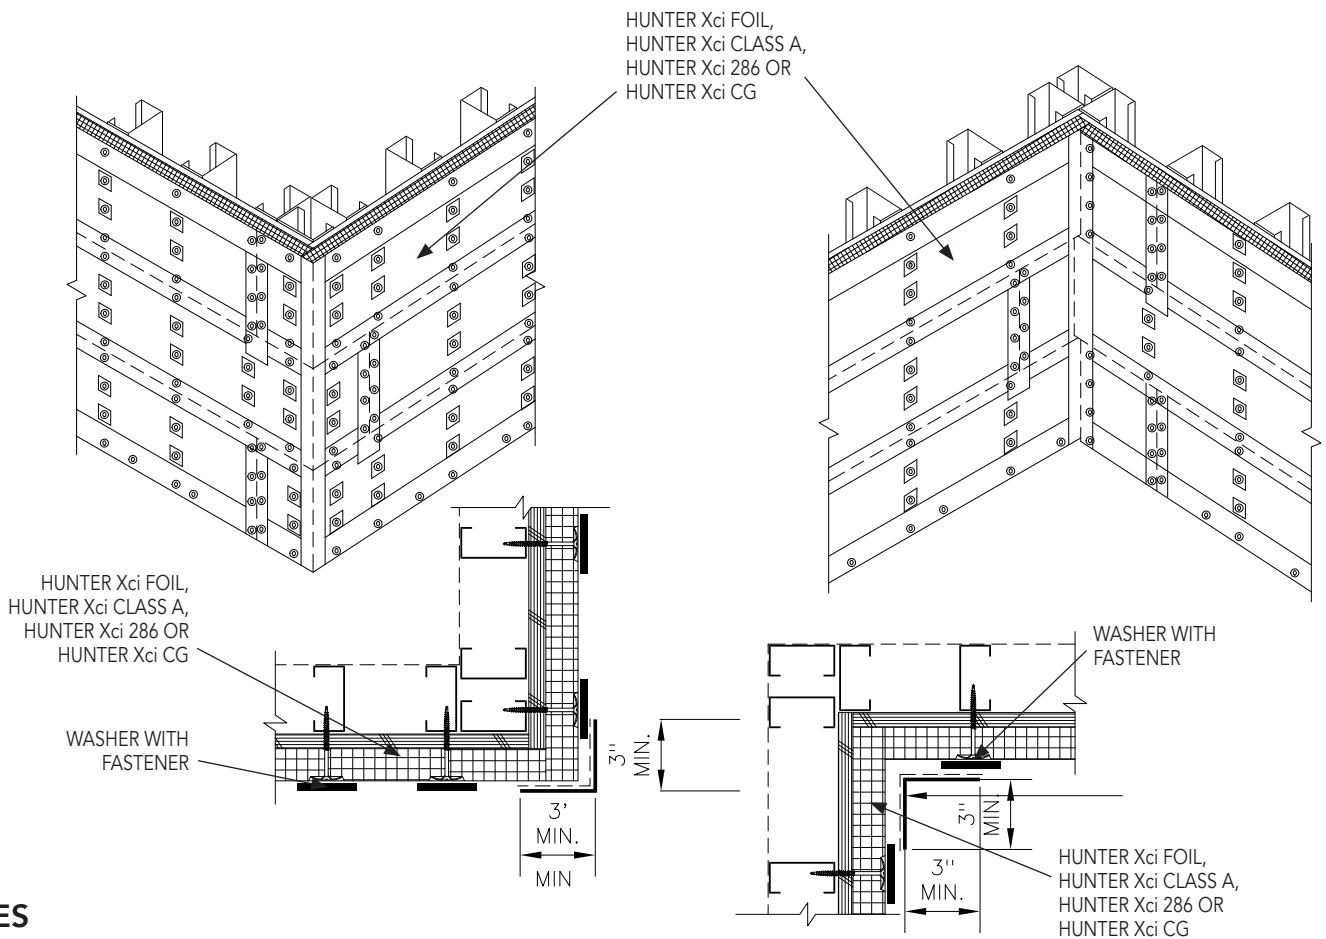 HUNTER Xci FOIL,
HUNTER Xci CLASS A,
HUNTER Xci 286 OR
HUNTER Xci CG
HUNTER Xci FOIL,
HUNTER Xci CLASS A,
HUNTER Xci 286 OR
HUNTER Xci CG
WASHER WITH
FASTENER
3"
MIN.
3'
MIN.
MIN
WASHER WITH
FASTENER
3"
MIN.
3"
MIN.
HUNTER Xci FOIL,
HUNTER Xci CLASS A,
HUNTER Xci 286 OR
HUNTER Xci CG
ES